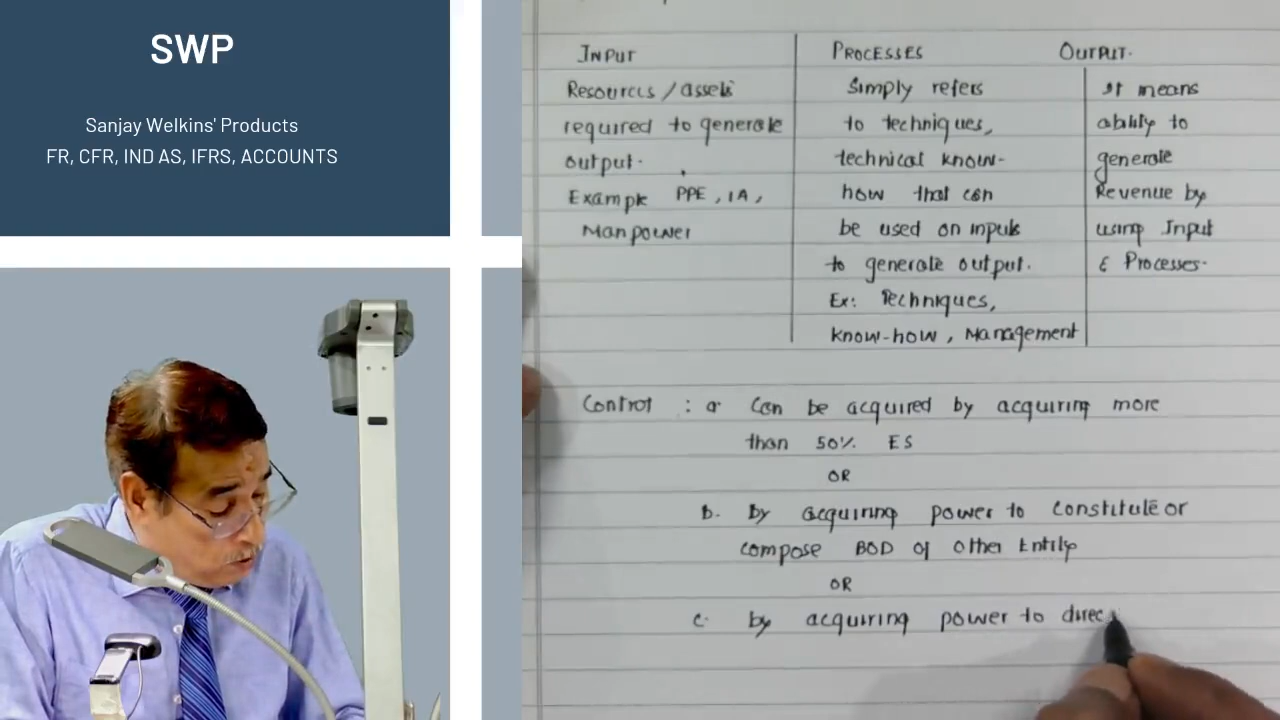 SWP
Sanjay Welkins' Products
FR, CFR, IND AS, IFRS, ACCOUNTS
INPUT
Resources / assets
required to generate
output.
Example PPE, IA,
Manpower
PROCESSES
Simply refers
to techniques,
technical know-
how that can
be used on inputs
to generate output.
Ex: Techniques,
know-how, Management
OUTPUT.
It means
ability to
generate
Revenue by
using Input
& Processes.
Control : a. Can be acquired by acquiring more
than 50% ES
OR
b. By acquiring power to constitute or
compose BOD of Other Entity
OR
c. by acquiring power to direc